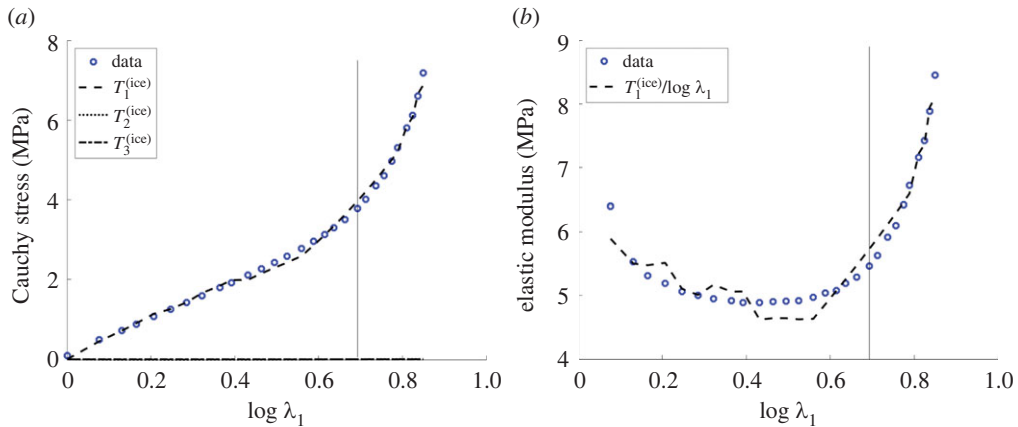 (a)
8
6
4
2
0
0
0.2
0.4
0.6
0.8
1.0
Cauchy stress (MPa)
log λ₁
data
T₁⁽ⁱᶜᵉ⁾
T₂⁽ⁱᶜᵉ⁾
T₃⁽ⁱᶜᵉ⁾
(b)
9
8
7
6
5
4
0
0.2
0.4
0.6
0.8
1.0
elastic modulus (MPa)
log λ₁
data
T₁⁽ⁱᶜᵉ⁾/log λ₁